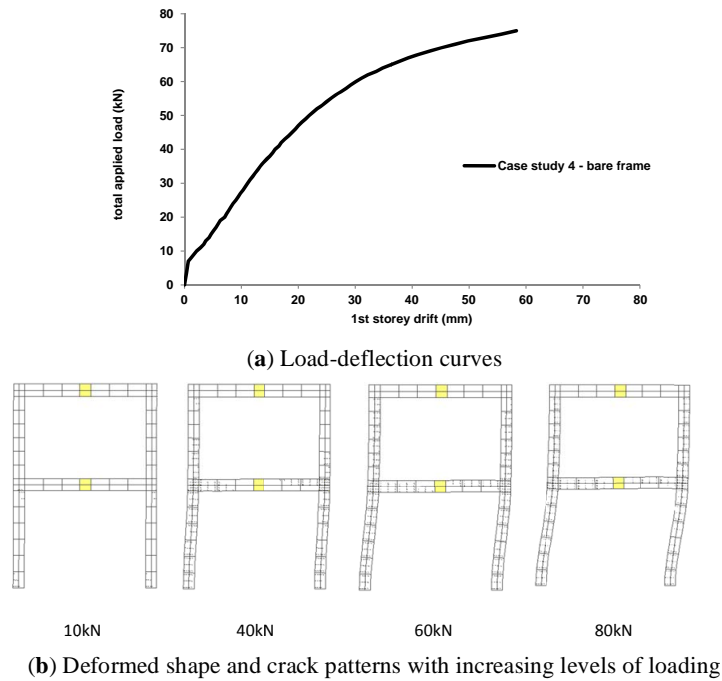 80
70
60
50
40
30
20
10
0
total applied load (kN)
Case study 4 - bare frame
0 10 20 30 40 50 60 70 80
1st storey drift (mm)
(a) Load-deflection curves
10kN 40kN 60kN 80kN
(b) Deformed shape and crack patterns with increasing levels of loading